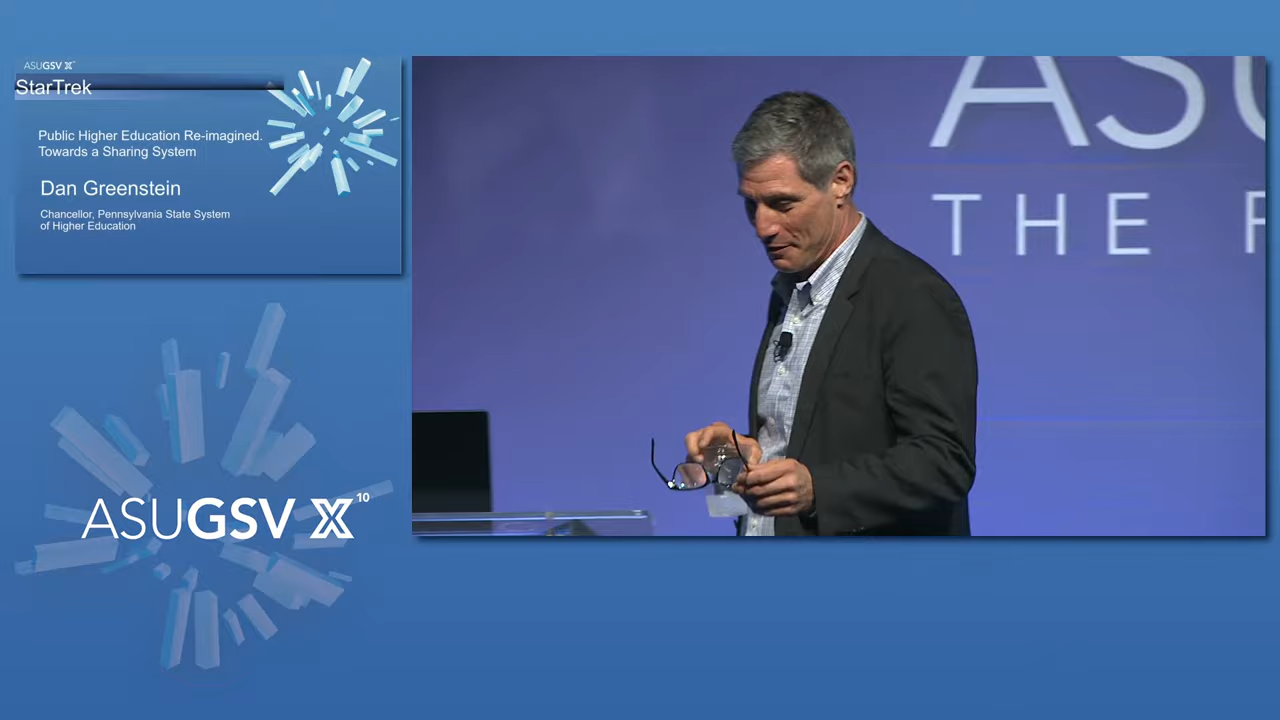 ASUGSV X
StarTrek
Public Higher Education Re-imagined.
Towards a Sharing System
Dan Greenstein
Chancellor, Pennsylvania State System
of Higher Education
ASUGSV X 10
ASU
THE F